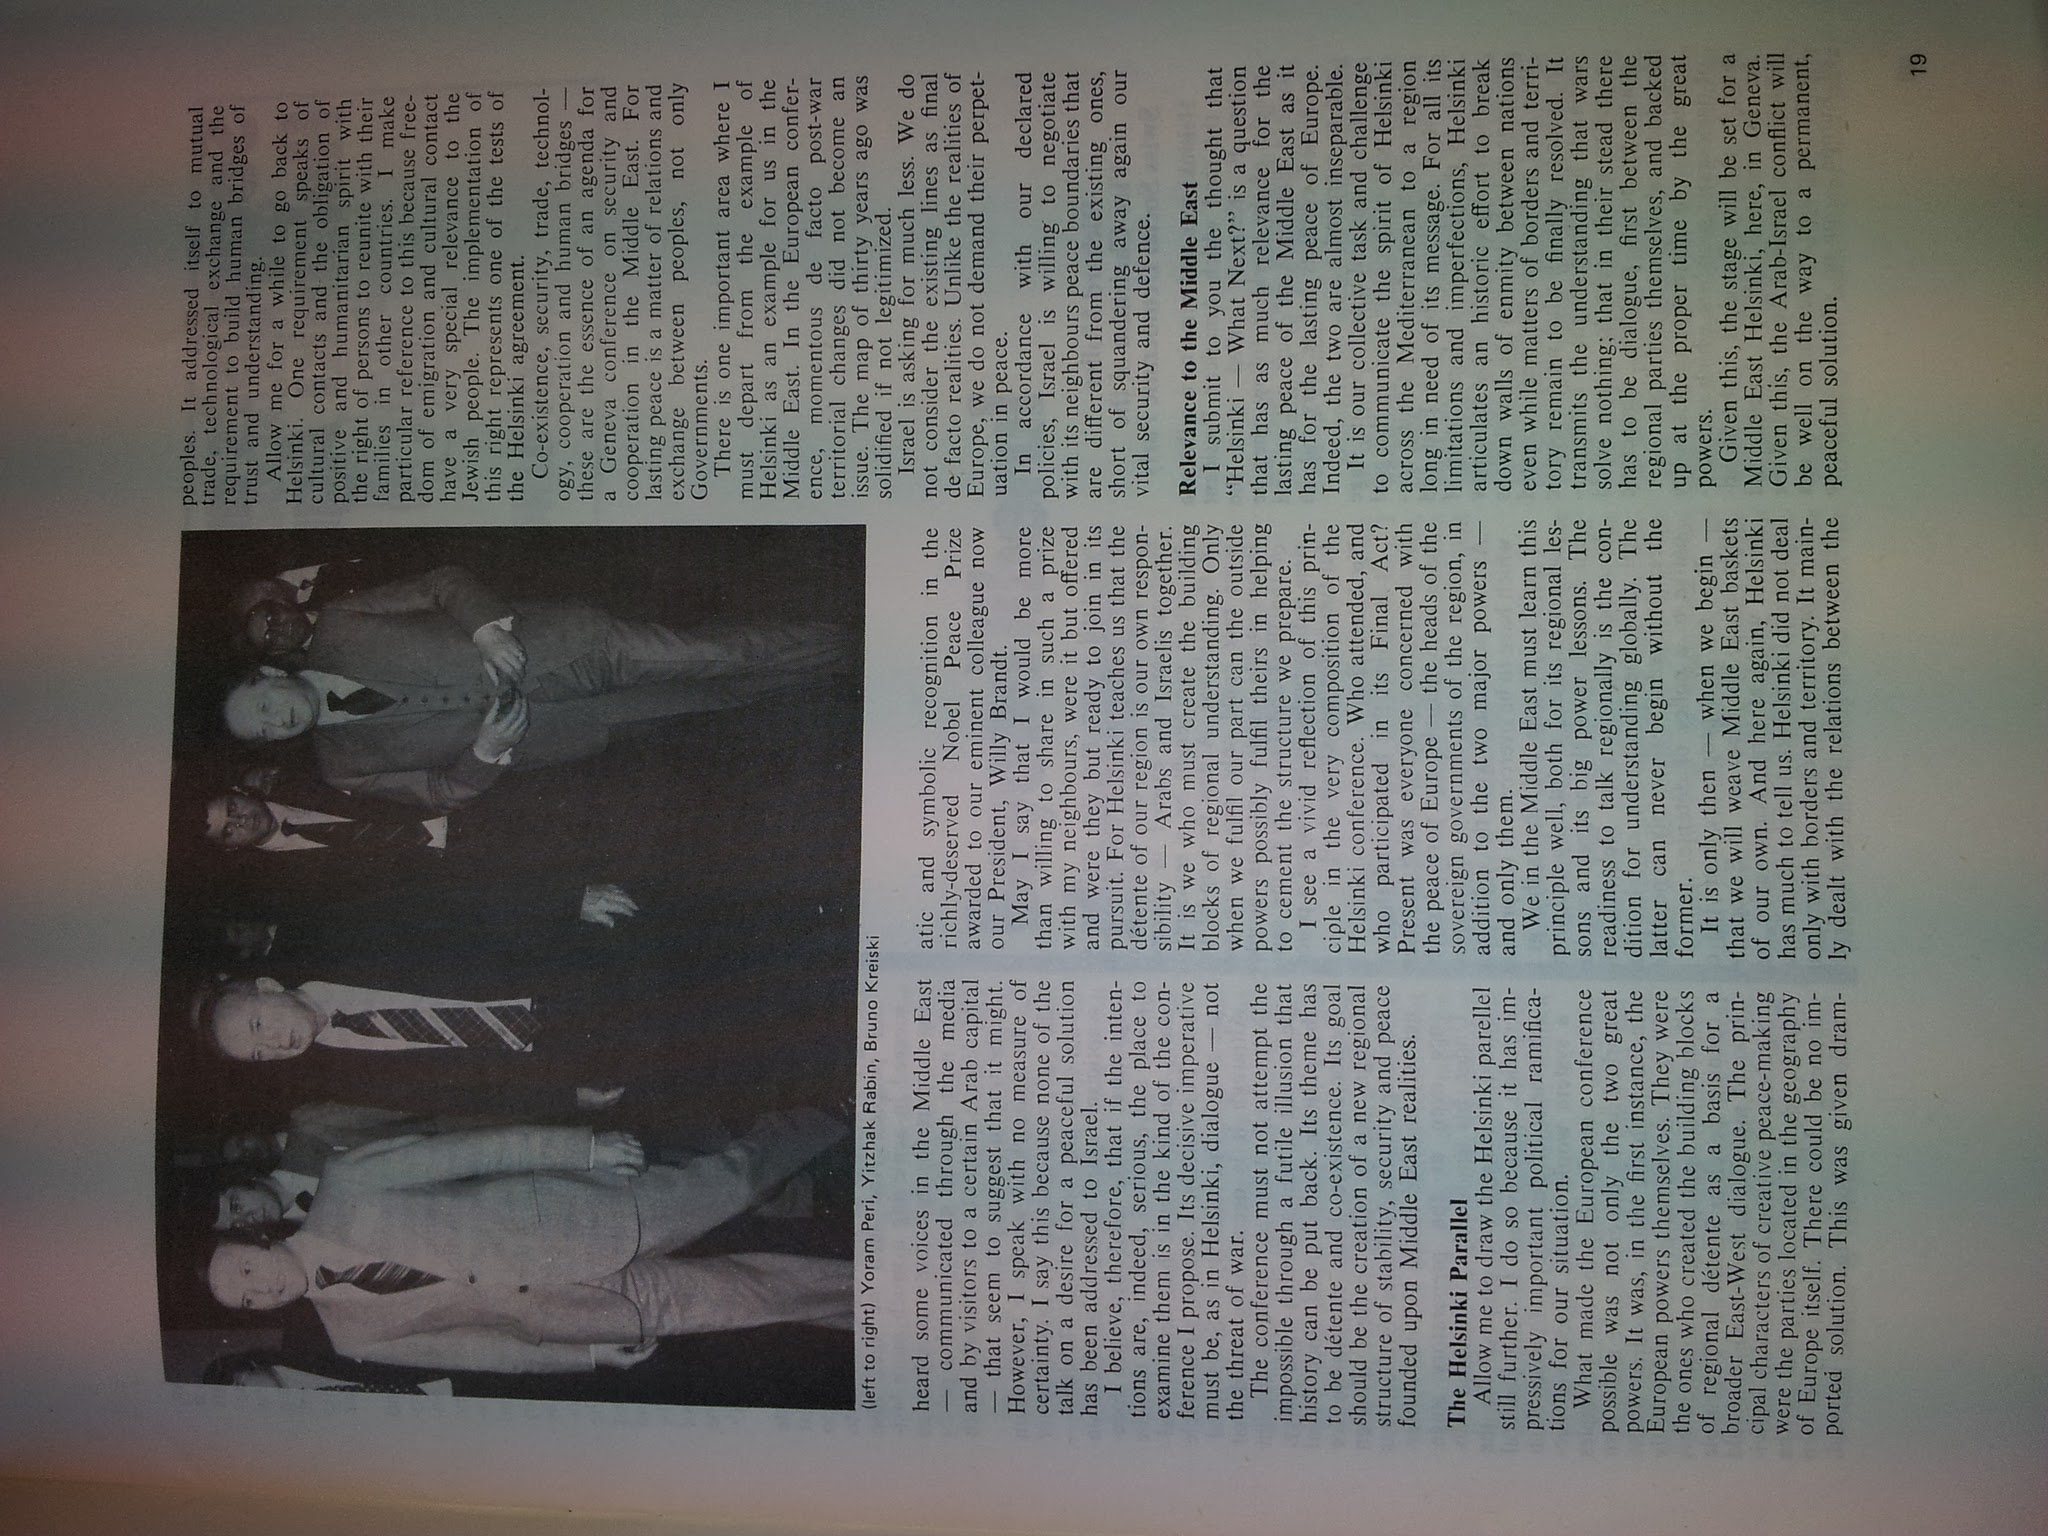 (left to right) Yoram Peri, Yitzhak Rabin, Bruno Kreiski
heard some voices in the Middle East
— communicated through the media
and by visitors to a certain Arab capital
— that seem to suggest that it might.
However, I speak with no measure of
certainty. I say this because none of the
talk on a desire for a peaceful solution
has been addressed to Israel.
I believe, therefore, that if the inten-
tions are, indeed, serious, the place to
examine them is in the kind of the con-
ference I propose. Its decisive imperative
must be, as in Helsinki, dialogue — not
the threat of war.
The conference must not attempt the
impossible through a futile illusion that
history can be put back. Its theme has
to be détente and co-existence. Its goal
should be the creation of a new regional
structure of stability, security and peace
founded upon Middle East realities.
The Helsinki Parallel
Allow me to draw the Helsinki parellel
still further. I do so because it has im-
pressively important political ramifica-
tions for our situation.
What made the European conference
possible was not only the two great
powers. It was, in the first instance, the
European powers themselves. They were
the ones who created the building blocks
of regional détente as a basis for a
broader East-West dialogue. The prin-
cipal characters of creative peace-making
were the parties located in the geography
of Europe itself. There could be no im-
ported solution. This was given dram-
atic and symbolic recognition in the
richly-deserved Nobel Peace Prize
awarded to our eminent colleague now
our President, Willy Brandt.
May I say that I would be more
than willing to share in such a prize
with my neighbours, were it but offered
and were they but ready to join in its
pursuit. For Helsinki teaches us that the
détente of our region is our own respon-
sibility — Arabs and Israelis together.
It is we who must create the building
blocks of regional understanding. Only
when we fulfil our part can the outside
powers possibly fulfil theirs in helping
to cement the structure we prepare.
I see a vivid reflection of this prin-
ciple in the very composition of the
Helsinki conference. Who attended, and
who participated in its Final Act?
Present was everyone concerned with
the peace of Europe — the heads of the
sovereign governments of the region, in
addition to the two major powers —
and only them.
We in the Middle East must learn this
principle well, both for its regional les-
sons and its big power lessons. The
readiness to talk regionally is the con-
dition for understanding globally. The
latter can never begin without the
former.
It is only then — when we begin —
that we will weave Middle East baskets
of our own. And here again, Helsinki
has much to tell us. Helsinki did not deal
only with borders and territory. It main-
ly dealt with the relations between the
peoples. It addressed itself to mutual
trade, technological exchange and the
requirement to build human bridges of
trust and understanding.
Allow me for a while to go back to
Helsinki. One requirement speaks of
cultural contacts and the obligation of
positive and humanitarian spirit with
the right of persons to reunite with their
families in other countries. I make
particular reference to this because free-
dom of emigration and cultural contact
have a very special relevance to the
Jewish people. The implementation of
this right represents one of the tests of
the Helsinki agreement.
Co-existence, security, trade, technol-
ogy, cooperation and human bridges —
these are the essence of an agenda for
a Geneva conference on security and
cooperation in the Middle East. For
lasting peace is a matter of relations and
exchange between peoples, not only
Governments.
There is one important area where I
must depart from the example of
Helsinki as an example for us in the
Middle East. In the European confer-
ence, momentous de facto post-war
territorial changes did not become an
issue. The map of thirty years ago was
solidified if not legitimized.
Israel is asking for much less. We do
not consider the existing lines as final
de facto realities. Unlike the realities of
Europe, we do not demand their perpet-
uation in peace.
In accordance with our declared
policies, Israel is willing to negotiate
with its neighbours peace boundaries that
are different from the existing ones,
short of squandering away again our
vital security and defence.
Relevance to the Middle East
I submit to you the thought that
“Helsinki — What Next?” is a question
that has as much relevance for the
lasting peace of the Middle East as it
has for the lasting peace of Europe.
Indeed, the two are almost inseparable.
It is our collective task and challenge
to communicate the spirit of Helsinki
across the Mediterranean to a region
long in need of its message. For all its
limitations and imperfections, Helsinki
articulates an historic effort to break
down walls of enmity between nations
even while matters of borders and terri-
tory remain to be finally resolved. It
transmits the understanding that wars
solve nothing; that in their stead there
has to be dialogue, first between the
regional parties themselves, and backed
up at the proper time by the great
powers.
Given this, the stage will be set for a
Middle East Helsinki, here, in Geneva.
Given this, the Arab-Israel conflict will
be well on the way to a permanent,
peaceful solution.
19